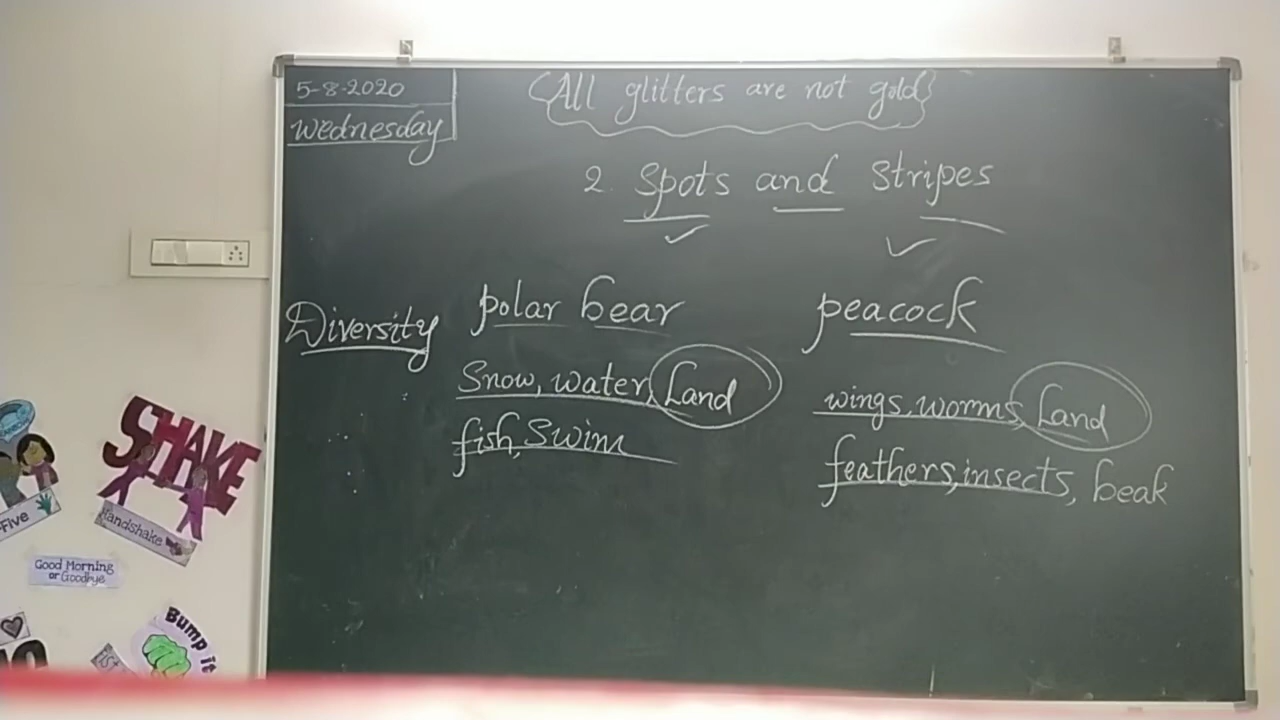 5-8-2020
Wednesday
All glitters are not gold
2. Spots and Stripes
Diversity
polar bear
Snow, water, Land
fish, Swim
peacock
wings, worms, Land
feathers, insects, beak
SHAKE
Handshake
Five
Good Morning
or Goodbye
Bump it